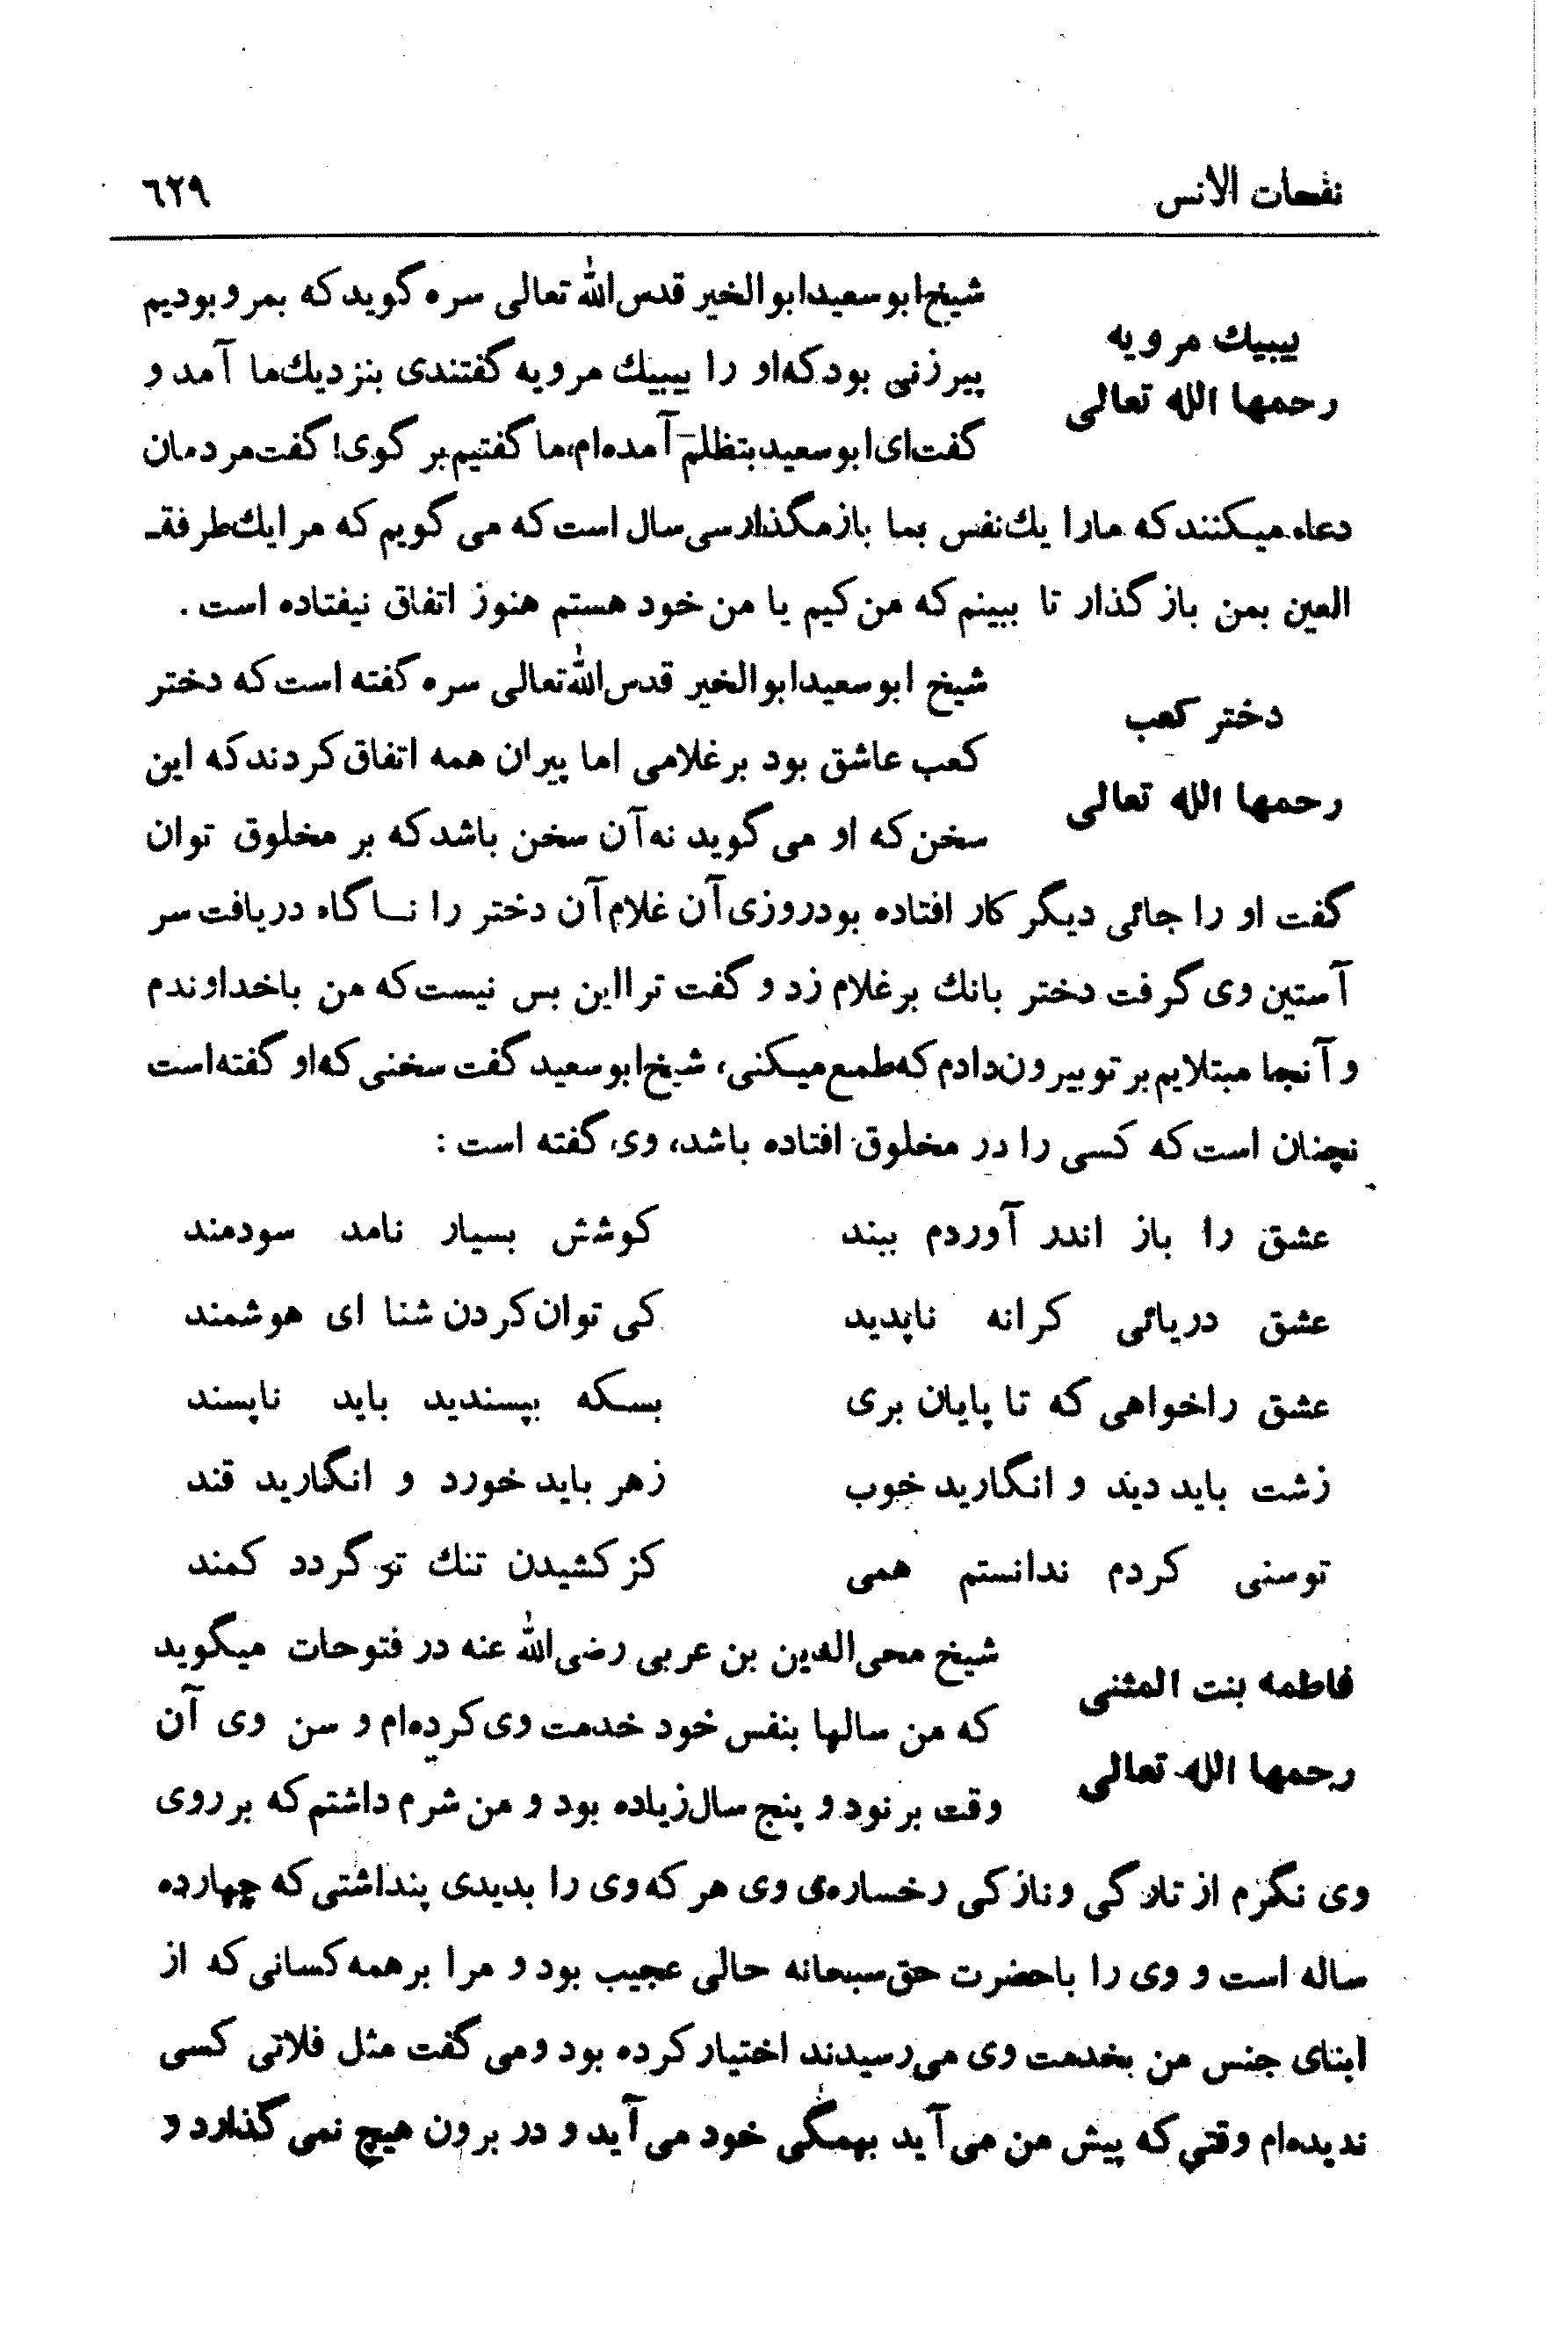 نفحات الانس
٦٢٩
بیبیك مرویه
رحمها الله تعالی
شیخ ابوسعید ابوالخیر قدس الله تعالی سره گوید که بمرو بودیم
پیرزنی بود که او را بیبیك مرویه گفتندی بنزدیك ما آمد و
گفت ای ابوسعید بتظلم آمده‌ام، ما گفتیم بر گوی! گفت مردمان
دعاء میکنند که مارا یك نفس بما بازمگذار سی سال است که می گویم که مرا یك طرفة-
العین بمن باز گذار تا ببینم که من کیم یا من خود هستم هنوز اتفاق نیفتاده است .
دختر کعب
رحمها الله تعالی
شیخ ابوسعید ابوالخیر قدس الله تعالی سره گفته است که دختر
کعب عاشق بود بر غلامی اما پیران همه اتفاق کردند که این
سخن که او می گوید نه آن سخن باشد که بر مخلوق توان
گفت او را جائی دیگر کار افتاده بود روزی آن غلام آن دختر را نــا گاه دریافت سر
آستین وی گرفت دختر بانك بر غلام زد و گفت ترا این بس نیست که من باخداوندم
و آنجا مبتلایم بر تو بیرون دادم که طمع میکنی، شیخ ابوسعید گفت سخنی که او گفته است
نچنان است که کسی را در مخلوق افتاده باشد، وی گفته است :
عشق را باز اندر آوردم ببند کوشش بسیار نامد سودمند
عشق دریائی کرانه ناپدید کی توان کردن شنا ای هوشمند
عشق راخواهی که تا پایان بری بسکه بپسندید باید ناپسند
زشت باید دیند و انگارید خوب زهر باید خورد و انگارید قند
توسنی کردم ندانستم همی کز کشیدن تنك تر گردد کمند
فاطمه بنت المثنی
رحمها الله تعالی
شیخ محی الدین بن عربی رضی الله عنه در فتوحات میگوید
که من سالها بنفس خود خدمت وی کرده‌ام و سن وی آن
وقت بر نود و پنج سال زیاده بود و من شرم داشتم که بر روی
وی نگرم از تازگی و نازکی رخساره‌ی وی هر که وی را بدیدی پنداشتی که چهارده
ساله است و وی را باحضرت حق سبحانه حالی عجیب بود و مرا بر همه کسانی که از
ابنای جنس من بخدمت وی می رسیدند اختیار کرده بود و می گفت مثل فلانی کسی
ندیده‌ام وقتی که پیش من می آید بهمگی خود می آید و در برون هیچ نمی گذارد و